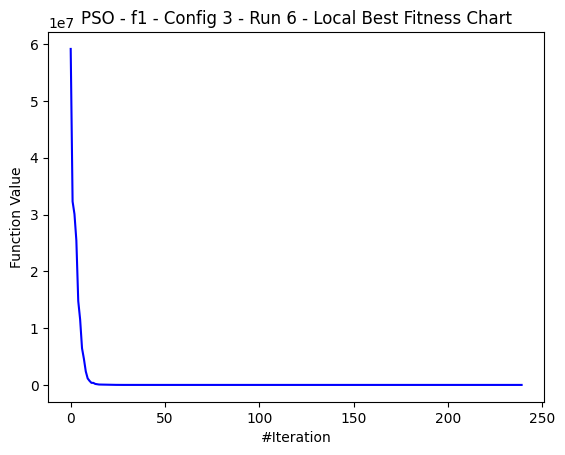 PSO - f1 - Config 3 - Run 6 - Local Best Fitness Chart
1e7
6
5
4
3
2
1
0
Function Value
0 50 100 150 200 250
#Iteration